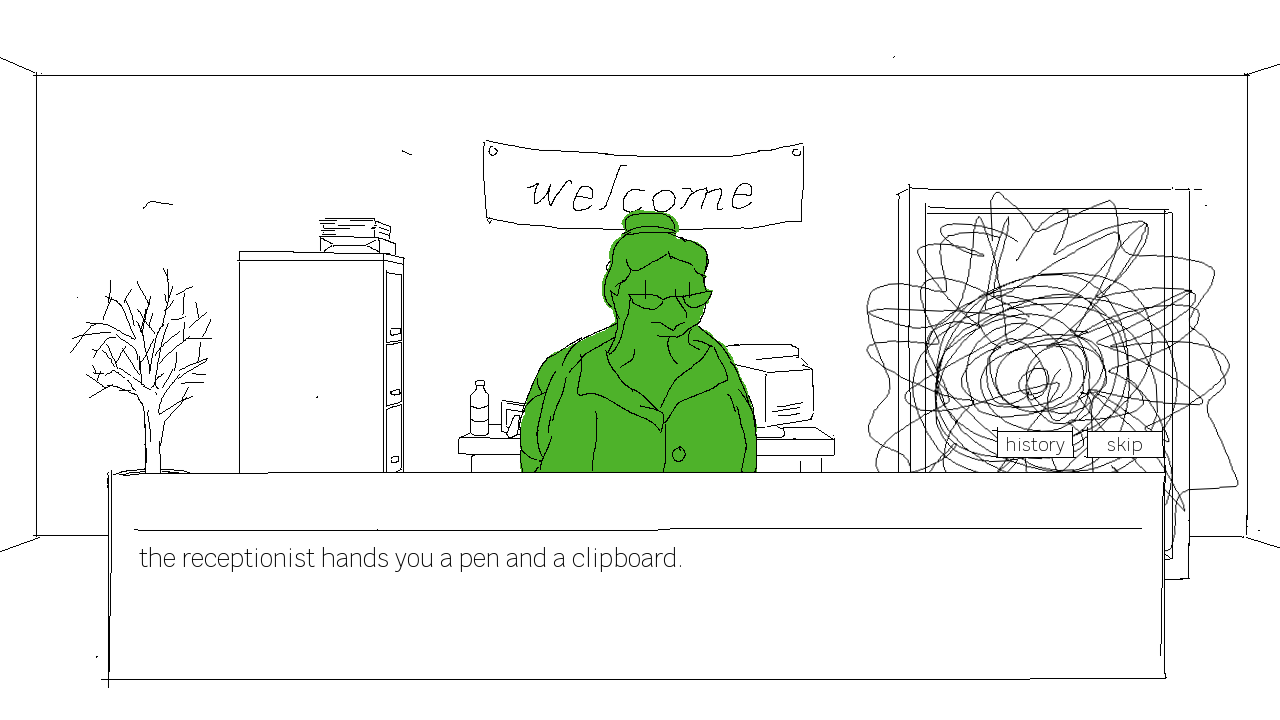 welcome
history skip
the receptionist hands you a pen and a clipboard.